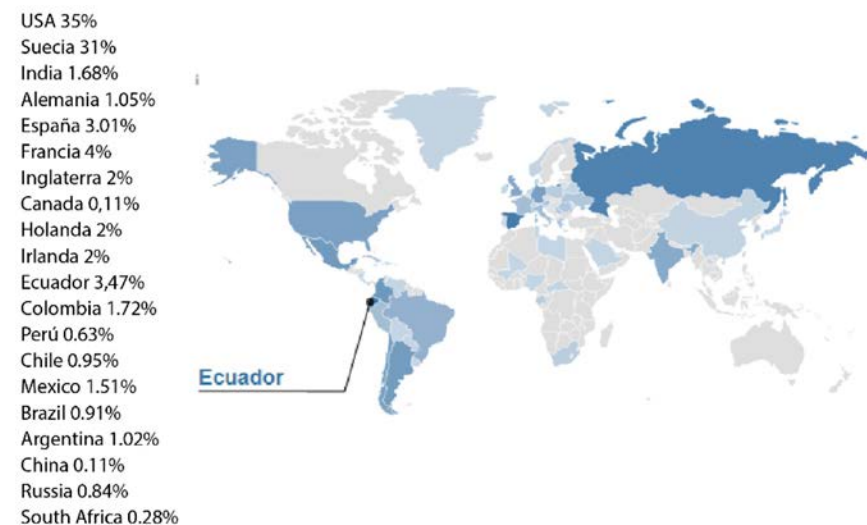 USA 35%
Suecia 31%
India 1.68%
Alemania 1.05%
España 3.01%
Francia 4%
Inglaterra 2%
Canada 0,11%
Holanda 2%
Irlanda 2%
Ecuador 3,47%
Colombia 1.72%
Perú 0.63%
Chile 0.95%
Mexico 1.51%
Brazil 0.91%
Argentina 1.02%
China 0.11%
Russia 0.84%
South Africa 0.28%
Ecuador